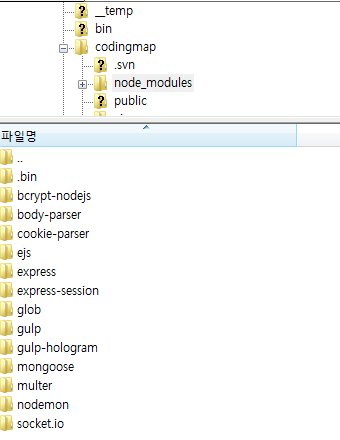 __temp
bin
codingmap
.svn
node_modules
public
파일명
..
.bin
bcrypt-nodejs
body-parser
cookie-parser
ejs
express
express-session
glob
gulp
gulp-hologram
mongoose
multer
nodemon
socket.io